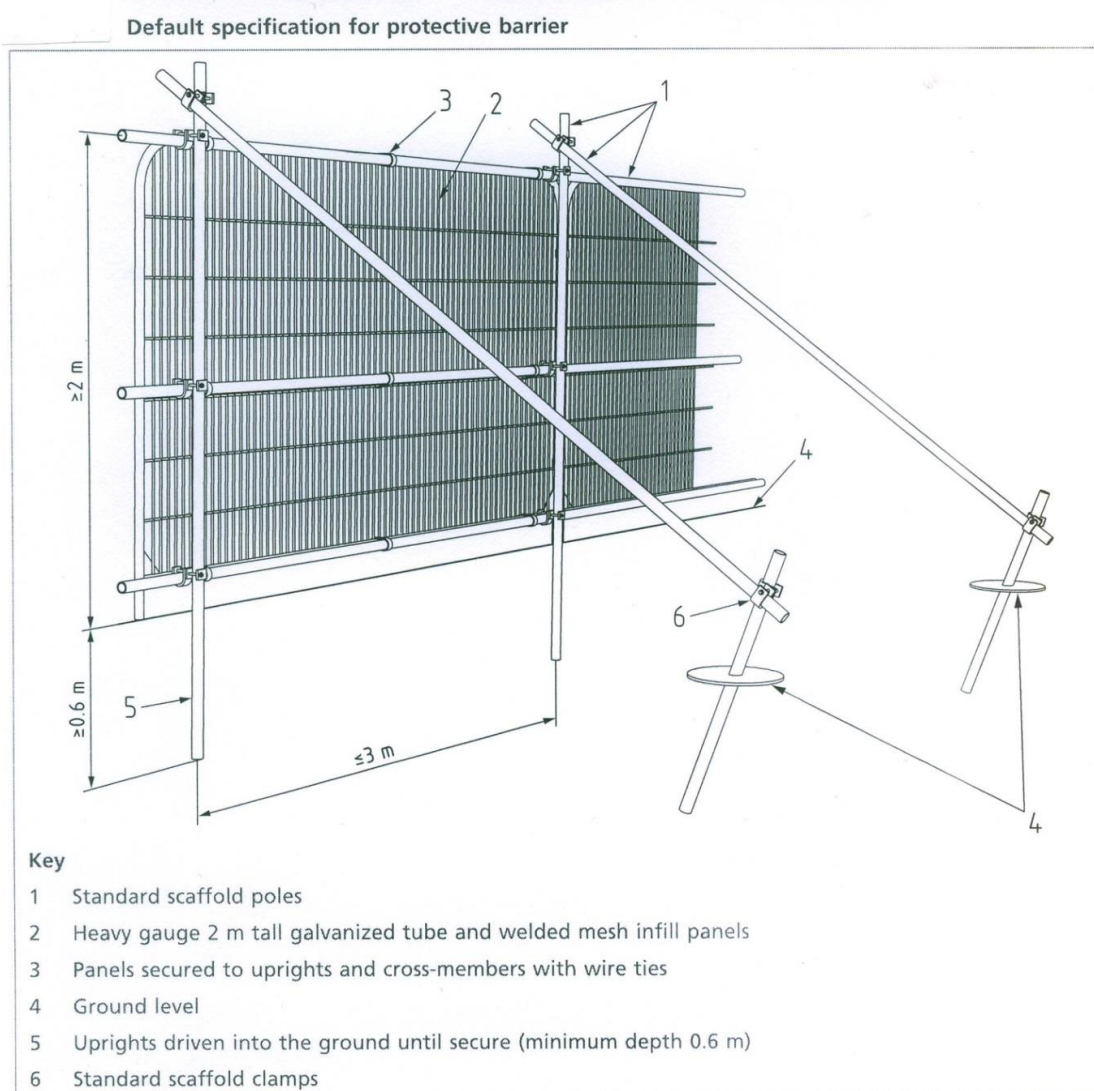 Default specification for protective barrier
3
2
1
≥2 m
4
6
≥0.6 m
5
≤3 m
4
Key
1 Standard scaffold poles
2 Heavy gauge 2 m tall galvanized tube and welded mesh infill panels
3 Panels secured to uprights and cross-members with wire ties
4 Ground level
5 Uprights driven into the ground until secure (minimum depth 0.6 m)
6 Standard scaffold clamps